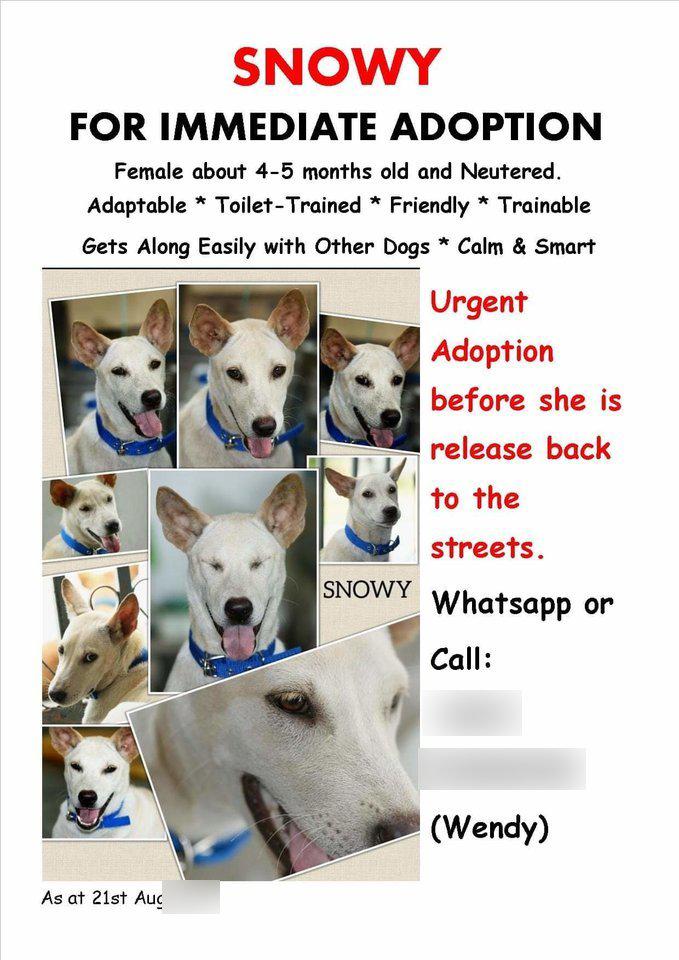 SNOWY
FOR IMMEDIATE ADOPTION
Female about 4-5 months old and Neutered.
Adaptable * Toilet-Trained * Friendly * Trainable
Gets Along Easily with Other Dogs * Calm & Smart
Urgent
Adoption
before she is
release back
to the
streets.
SNOWY
Whatsapp or
Call:
(Wendy)
As at 21st Aug